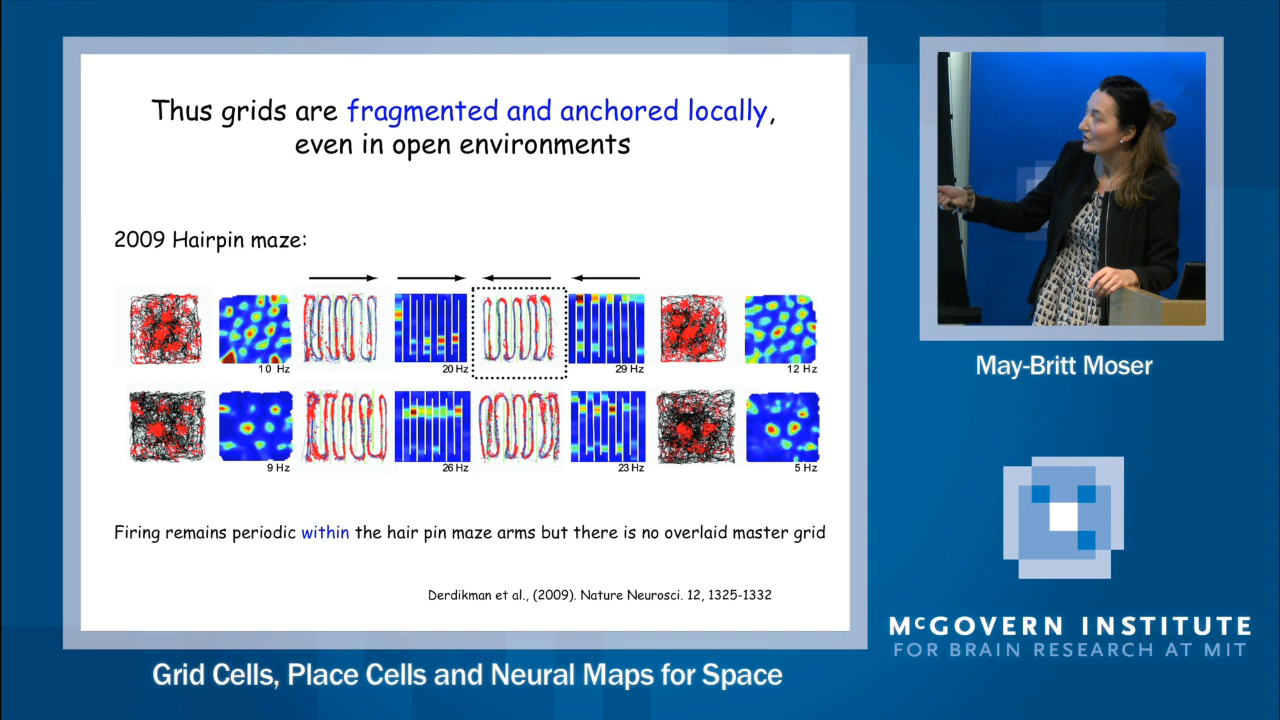 Thus grids are fragmented and anchored locally,
even in open environments
2009 Hairpin maze:
10 Hz
20 Hz
29 Hz
12 Hz
9 Hz
26 Hz
23 Hz
5 Hz
Firing remains periodic within the hair pin maze arms but there is no overlaid master grid
Derdikman et al., (2009). Nature Neurosci. 12, 1325-1332
Grid Cells, Place Cells and Neural Maps for Space
May-Britt Moser
McGOVERN INSTITUTE
FOR BRAIN RESEARCH AT MIT